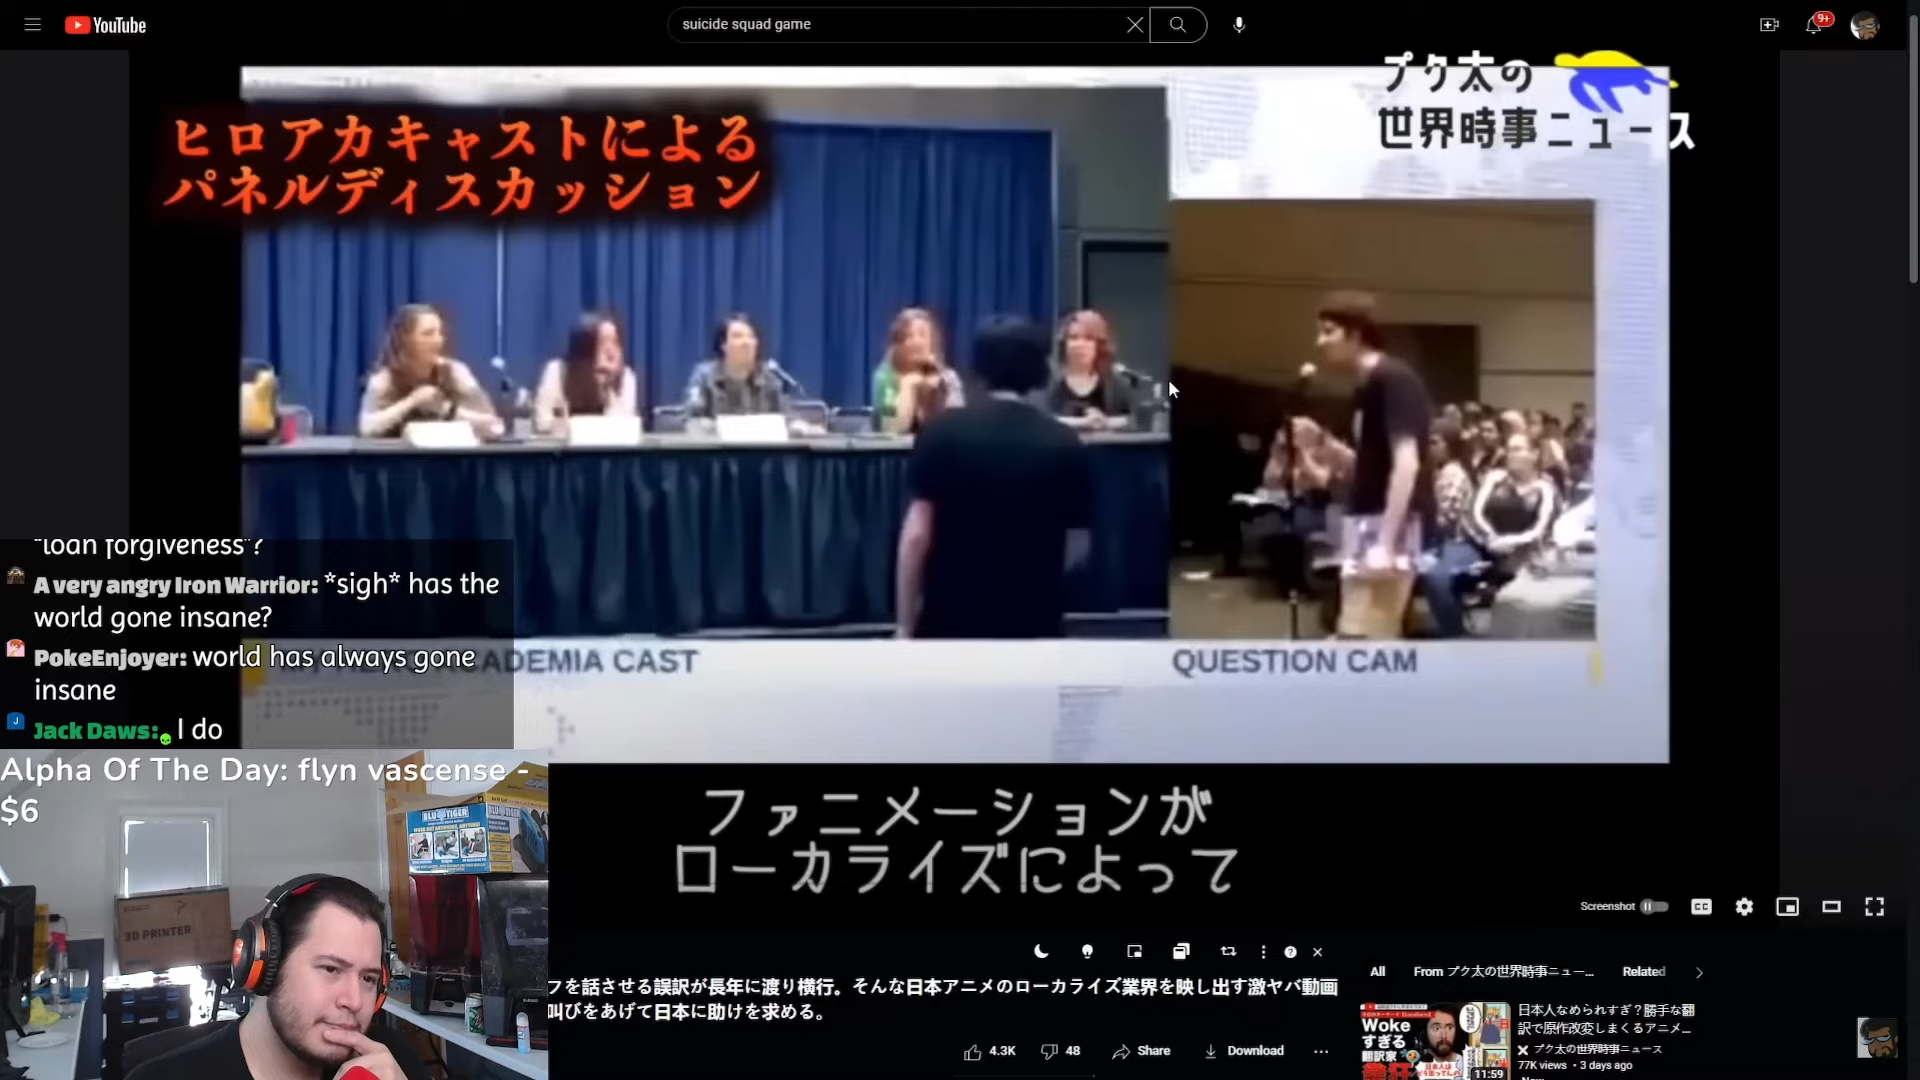 YouTube
suicide squad game
9+
プク太の
世界時事ニュース
ヒロアカキャストによる
パネルディスカッション
ADEMIA CAST
QUESTION CAM
"loan forgiveness"?
A very angry Iron Warrior: *sigh* has the
world gone insane?
PokeEnjoyer: world has always gone
insane
J
Jack Daws: I do
Alpha Of The Day: flyn vascense -
$6
BLU TIGER
3D PRINTER
ファニメーションが
ローカライズによって
Screenshot
CC
フを話させる誤訳が長年に渡り横行。そんな日本アニメのローカライズ業界を映し出す激ヤバ動画
叫びをあげて日本に助けを求める。
4.3K
48
Share
Download
All
From プク太の世界時事ニュー...
Related
Woke
すぎる
翻訳家
11:59
日本人なめられすぎ？勝手な翻
訳で原作改変しまくるアニメ...
プク太の世界時事ニュース
77K views • 3 days ago
New